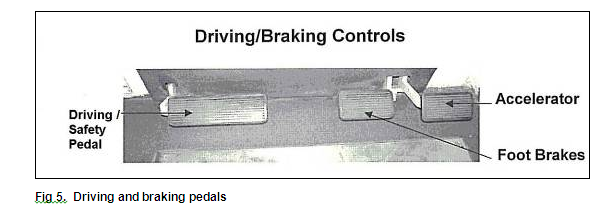 Driving/Braking Controls
Driving /
Safety
Pedal
Accelerator
Foot Brakes
Fig 5. Driving and braking pedals